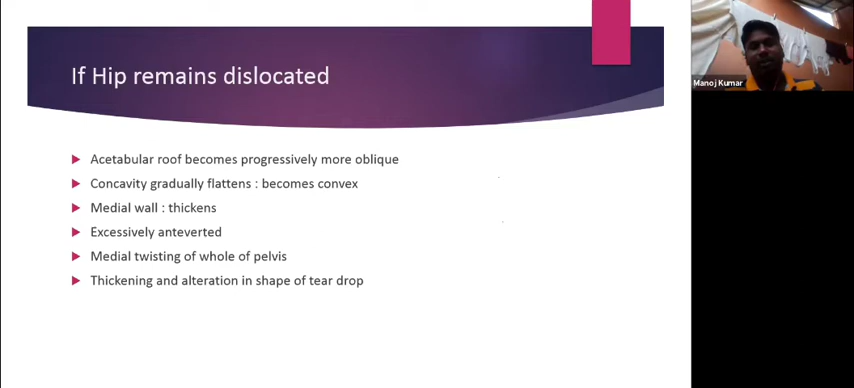 If Hip remains dislocated
Acetabular roof becomes progressively more oblique
Concavity gradually flattens : becomes convex
Medial wall : thickens
Excessively anteverted
Medial twisting of whole of pelvis
Thickening and alteration in shape of tear drop
Manoj Kumar